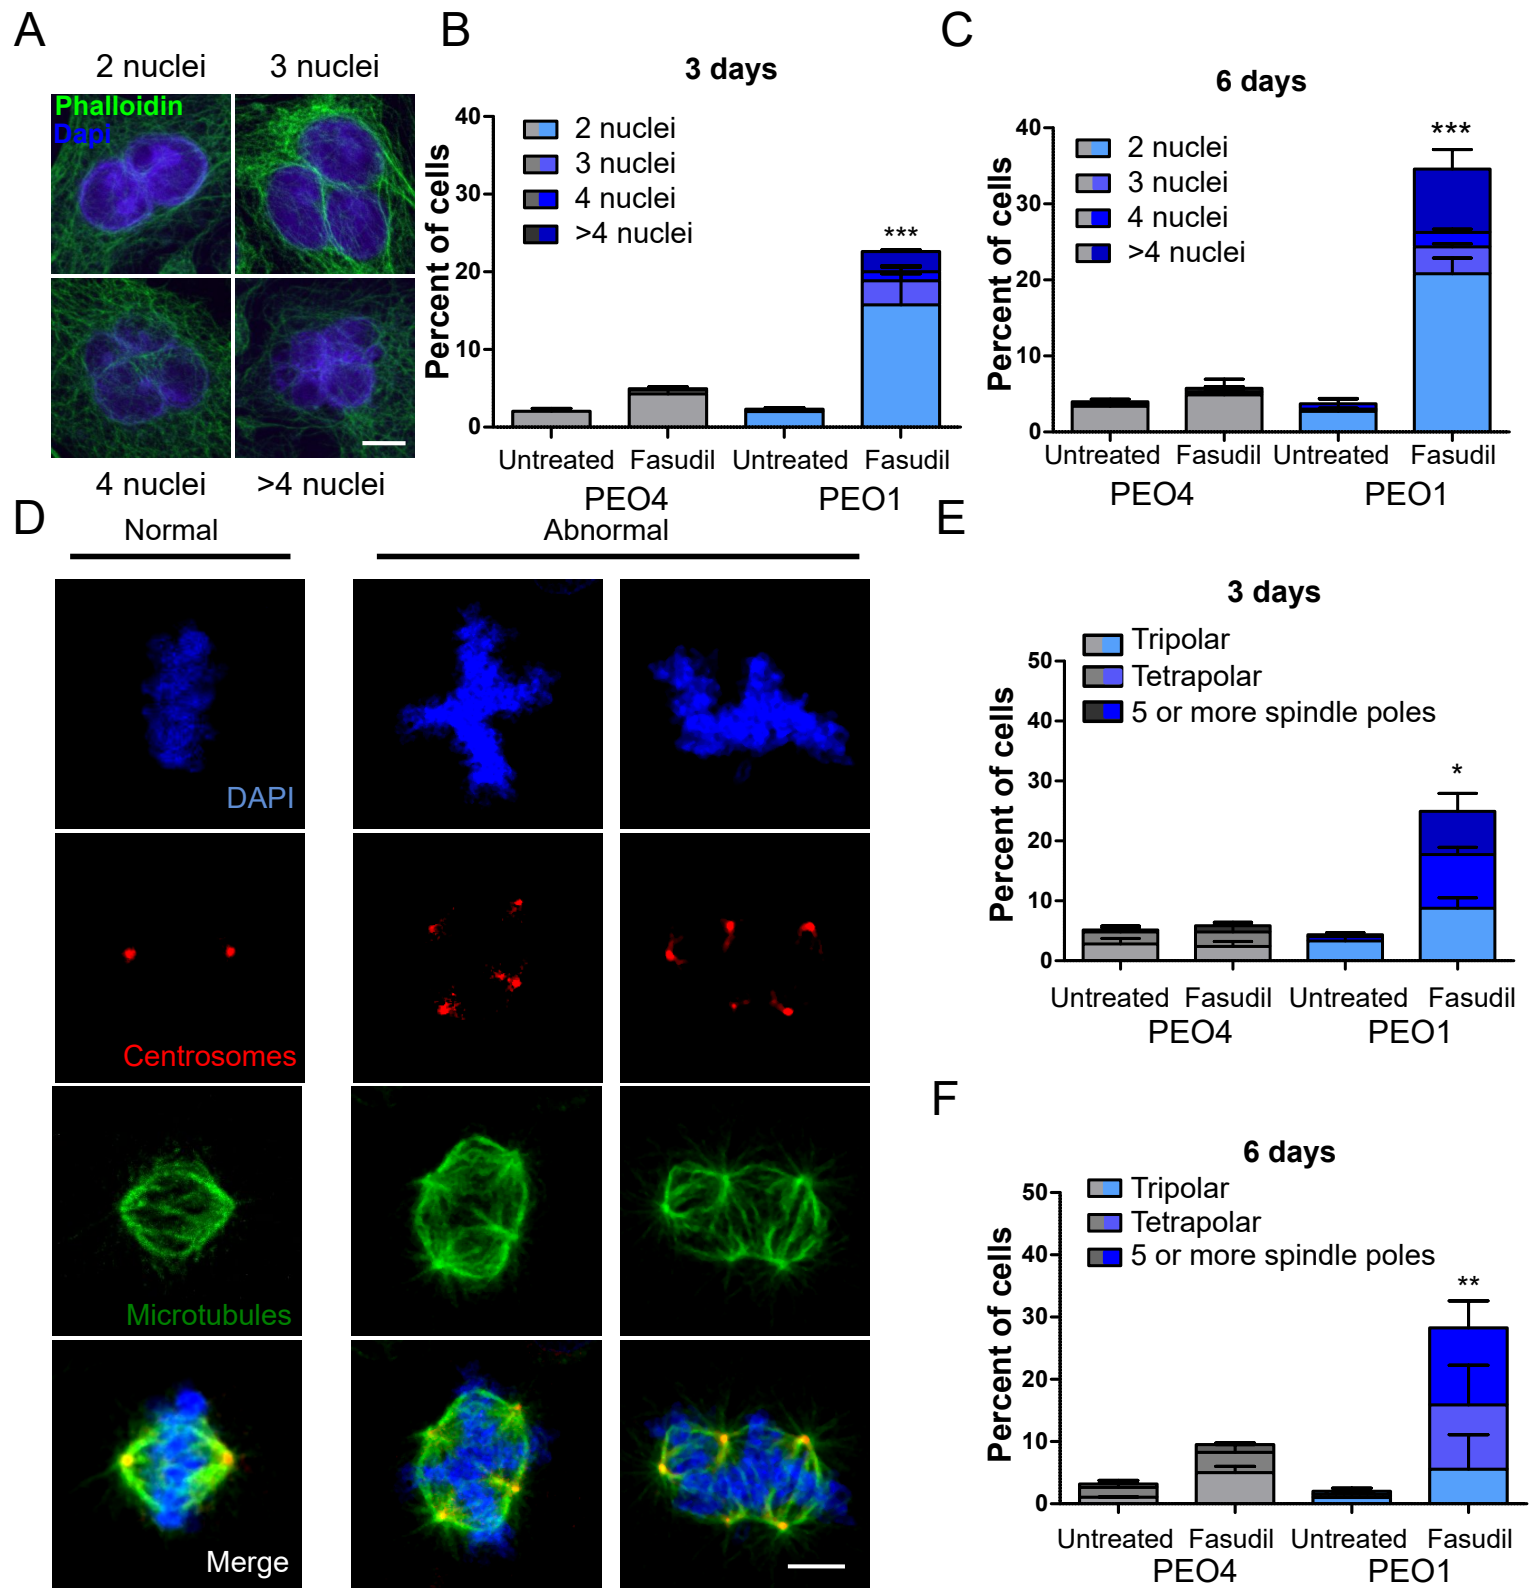 A
2 nuclei 3 nuclei
Phalloidin
Dapi
4 nuclei >4 nuclei
B
3 days
Percent of cells
40
30
20
10
0
2 nuclei
3 nuclei
4 nuclei
>4 nuclei
***
Untreated Fasudil Untreated Fasudil
PEO4 PEO1
C
6 days
Percent of cells
40
30
20
10
0
2 nuclei
3 nuclei
4 nuclei
>4 nuclei
***
Untreated Fasudil Untreated Fasudil
PEO4 PEO1
D
Normal Abnormal
DAPI
Centrosomes
Microtubules
Merge
E
3 days
Percent of cells
50
40
30
20
10
0
Tripolar
Tetrapolar
5 or more spindle poles
*
Untreated Fasudil Untreated Fasudil
PEO4 PEO1
F
6 days
Percent of cells
50
40
30
20
10
0
Tripolar
Tetrapolar
5 or more spindle poles
**
Untreated Fasudil Untreated Fasudil
PEO4 PEO1